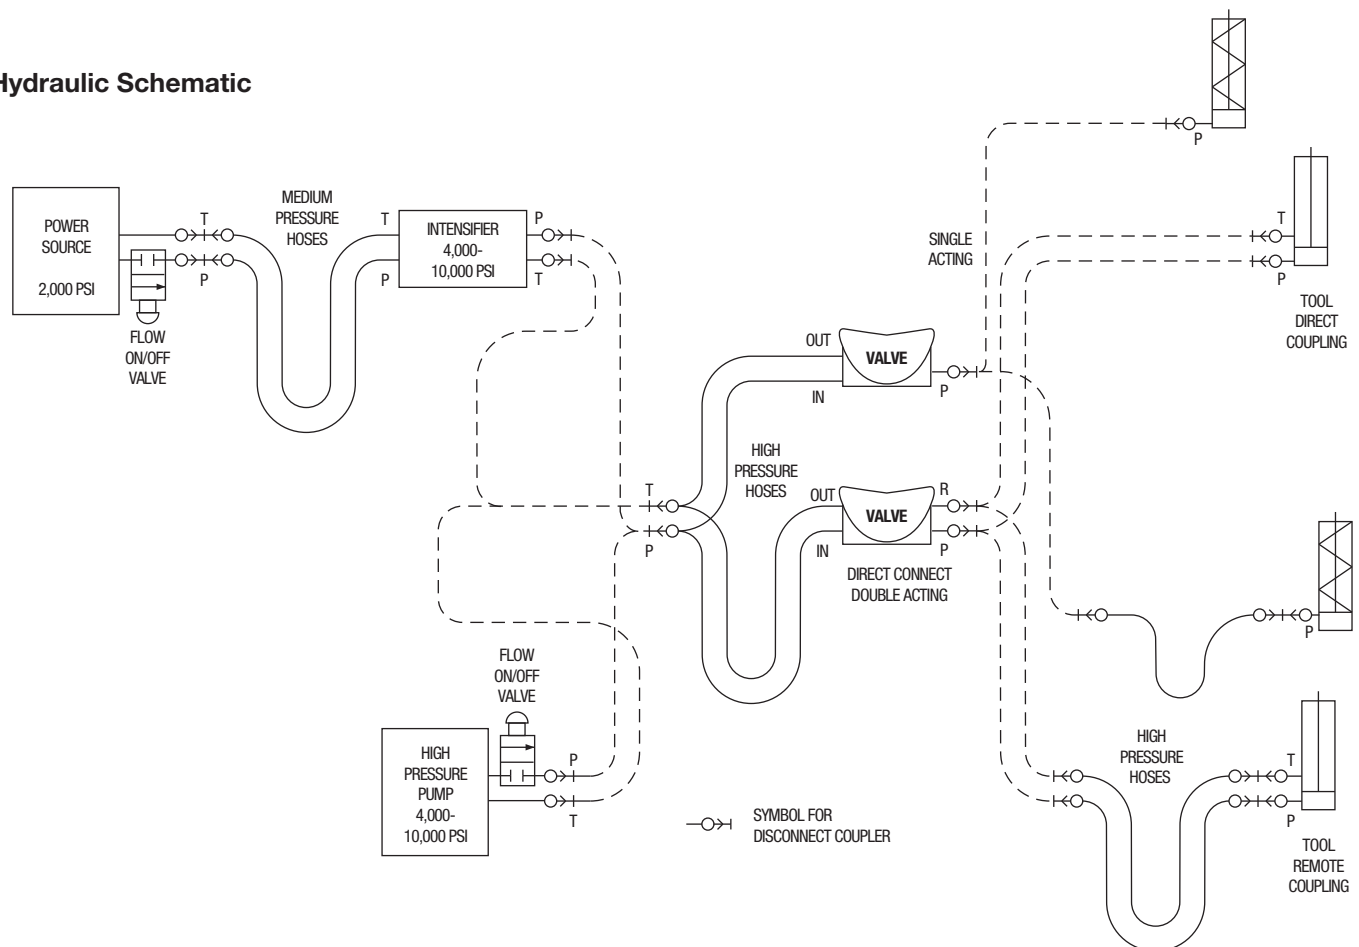 Hydraulic Schematic
P
POWER
SOURCE
2,000 PSI
T
P
FLOW
ON/OFF
VALVE
MEDIUM
PRESSURE
HOSES
T
P
INTENSIFIER
4,000-
10,000 PSI
P
T
SINGLE
ACTING
T
P
TOOL
DIRECT
COUPLING
OUT
VALVE
IN
P
HIGH
PRESSURE
HOSES
T
P
OUT
VALVE
IN
R
P
DIRECT CONNECT
DOUBLE ACTING
P
FLOW
ON/OFF
VALVE
HIGH
PRESSURE
PUMP
4,000-
10,000 PSI
P
T
SYMBOL FOR
DISCONNECT COUPLER
HIGH
PRESSURE
HOSES
T
P
TOOL
REMOTE
COUPLING